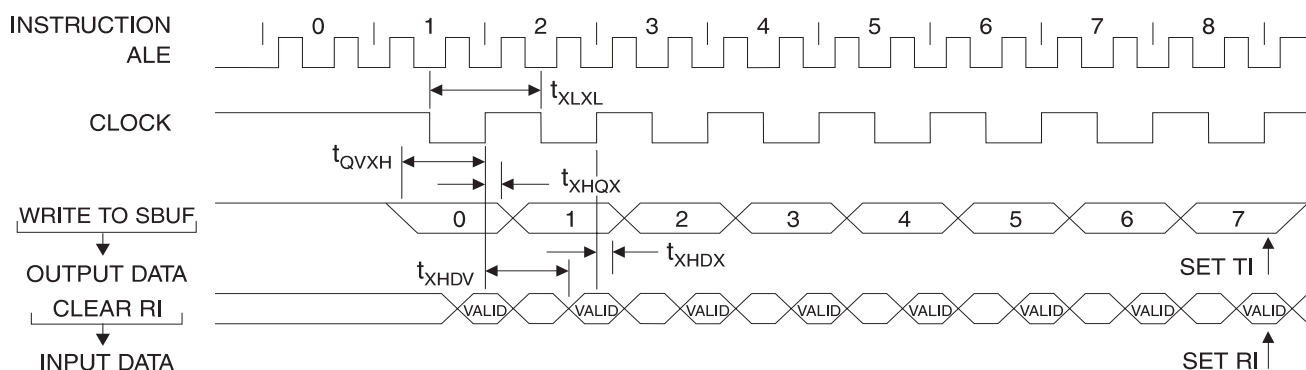 INSTRUCTION 0 1 2 3 4 5 6 7 8
ALE
tXLXL
CLOCK
tQVXH
tXHQX
WRITE TO SBUF 0 1 2 3 4 5 6 7
tXHDX
tXHDV
OUTPUT DATA SET TI
CLEAR RI VALID VALID VALID VALID VALID VALID VALID VALID
INPUT DATA SET RI